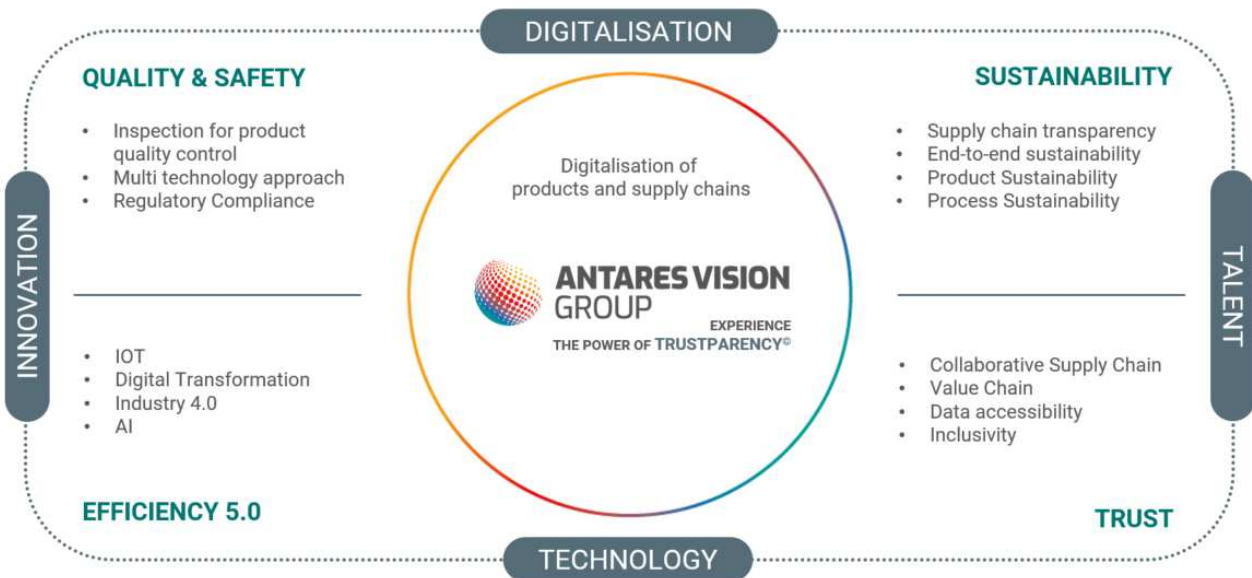 DIGITALISATION
QUALITY & SAFETY
• Inspection for product
quality control
• Multi technology approach
• Regulatory Compliance
INNOVATION
• IOT
• Digital Transformation
• Industry 4.0
• AI
EFFICIENCY 5.0
Digitalisation of
products and supply chains
ANTARES VISION
GROUP
EXPERIENCE
THE POWER OF TRUSTPARENCY©
SUSTAINABILITY
• Supply chain transparency
• End-to-end sustainability
• Product Sustainability
• Process Sustainability
TALENT
• Collaborative Supply Chain
• Value Chain
• Data accessibility
• Inclusivity
TRUST
TECHNOLOGY